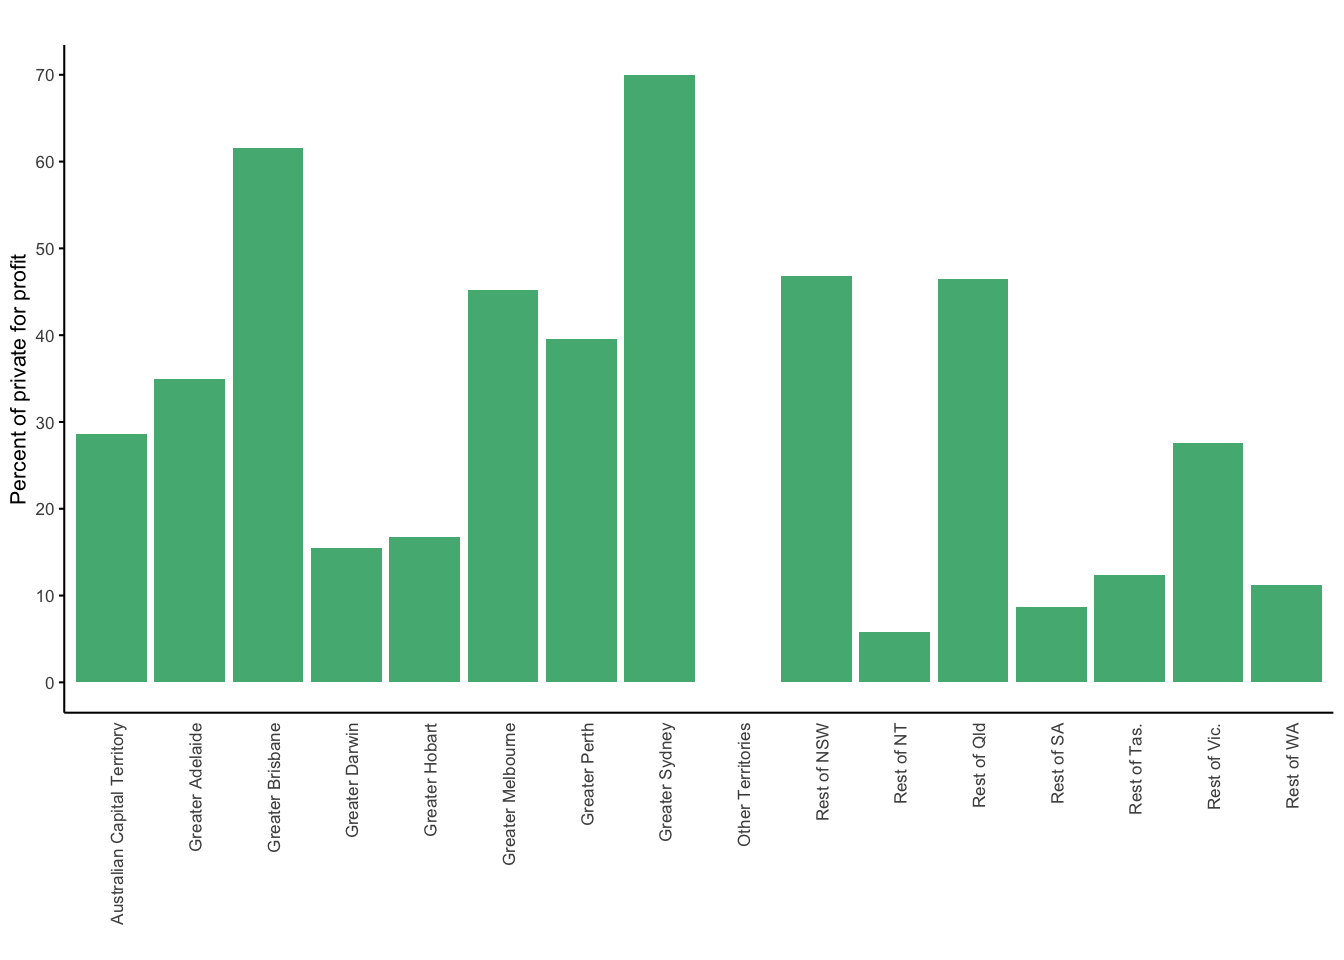 Percent of private for profit
70
60
50
40
30
20
10
0
Australian Capital Territory
Greater Adelaide
Greater Brisbane
Greater Darwin
Greater Hobart
Greater Melbourne
Greater Perth
Greater Sydney
Other Territories
Rest of NSW
Rest of NT
Rest of Qld
Rest of SA
Rest of Tas.
Rest of Vic.
Rest of WA